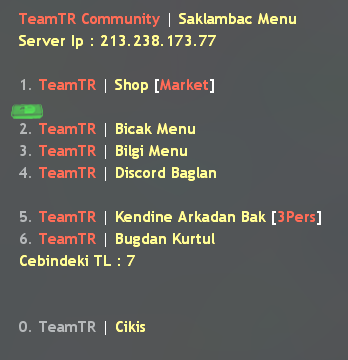 TeamTR Community | Saklambac Menu
Server Ip : 213.238.173.77
1. TeamTR | Shop [Market]
2. TeamTR | Bicak Menu
3. TeamTR | Bilgi Menu
4. TeamTR | Discord Baglan
5. TeamTR | Kendine Arkadan Bak [3Pers]
6. TeamTR | Bugdan Kurtul
Cebindeki TL : 7
0. TeamTR | Cikis